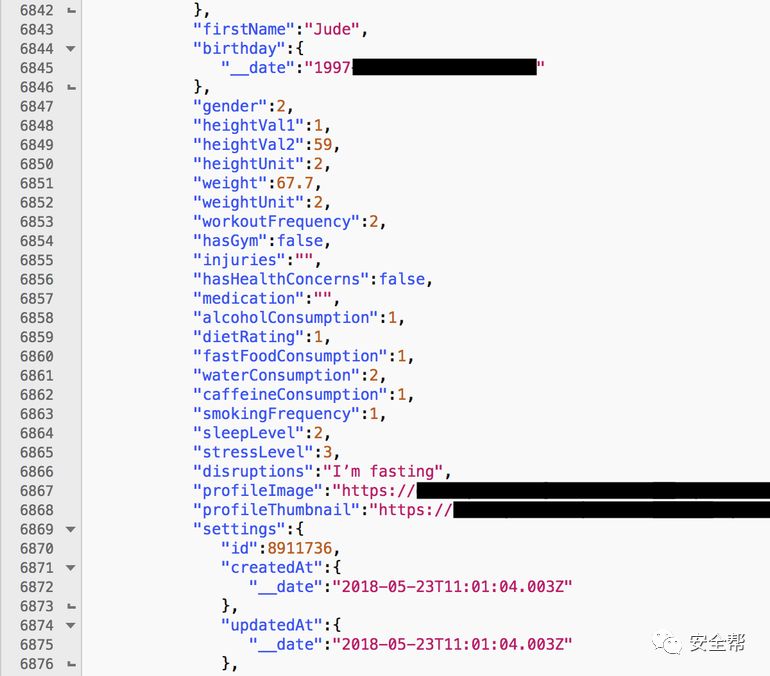 6842 },
6843 "firstName":"Jude",
6844 "birthday":{
6845 "__date":"1997 "
6846 },
6847 "gender":2,
6848 "heightVal1":1,
6849 "heightVal2":59,
6850 "heightUnit":2,
6851 "weight":67.7,
6852 "weightUnit":2,
6853 "workoutFrequency":2,
6854 "hasGym":false,
6855 "injuries":"",
6856 "hasHealthConcerns":false,
6857 "medication":"",
6858 "alcoholConsumption":1,
6859 "dietRating":1,
6860 "fastFoodConsumption":1,
6861 "waterConsumption":2,
6862 "caffeineConsumption":1,
6863 "smokingFrequency":1,
6864 "sleepLevel":2,
6865 "stressLevel":3,
6866 "disruptions":"I’m fasting",
6867 "profileImage":"https://
6868 "profileThumbnail":"https://
6869 "settings":{
6870 "id":8911736,
6871 "createdAt":{
6872 "__date":"2018-05-23T11:01:04.003Z"
6873 },
6874 "updatedAt":{
6875 "__date":"2018-05-23T11:01:04.003Z"
6876 },
安全帮